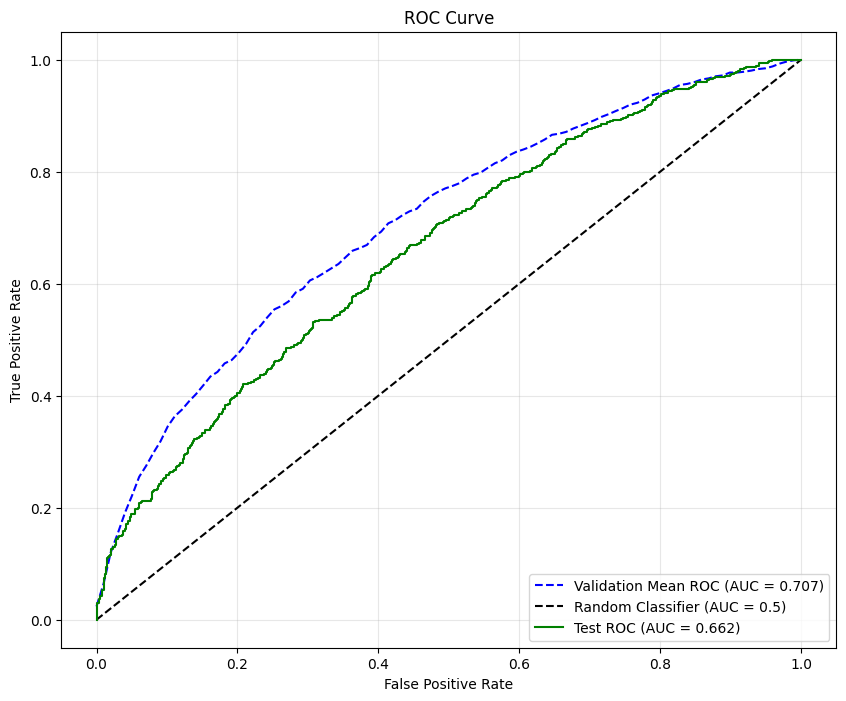 ROC Curve
True Positive Rate
1.0
0.8
0.6
0.4
0.2
0.0
0.0 0.2 0.4 0.6 0.8 1.0
False Positive Rate
Validation Mean ROC (AUC = 0.707)
Random Classifier (AUC = 0.5)
Test ROC (AUC = 0.662)